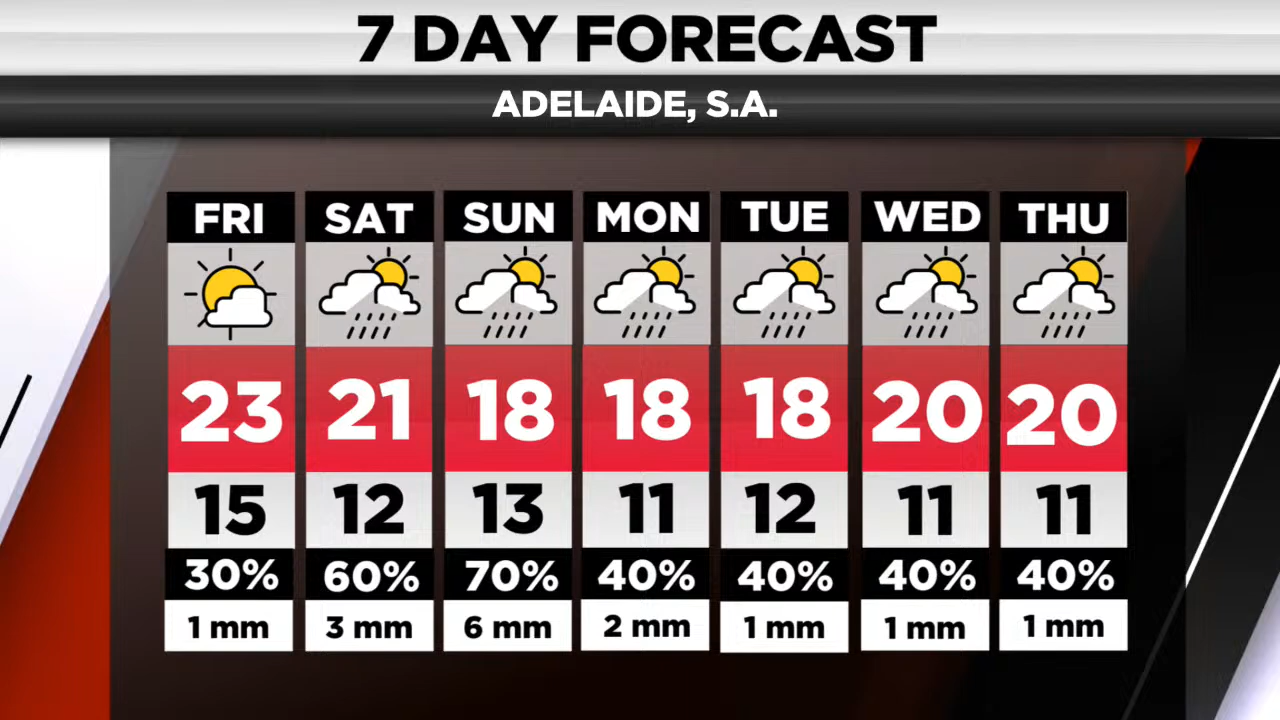 7 DAY FORECAST
ADELAIDE, S.A.
FRI SAT SUN MON TUE WED THU
23 21 18 18 18 20 20
15 12 13 11 12 11 11
30% 60% 70% 40% 40% 40% 40%
1 mm 3 mm 6 mm 2 mm 1 mm 1 mm 1 mm